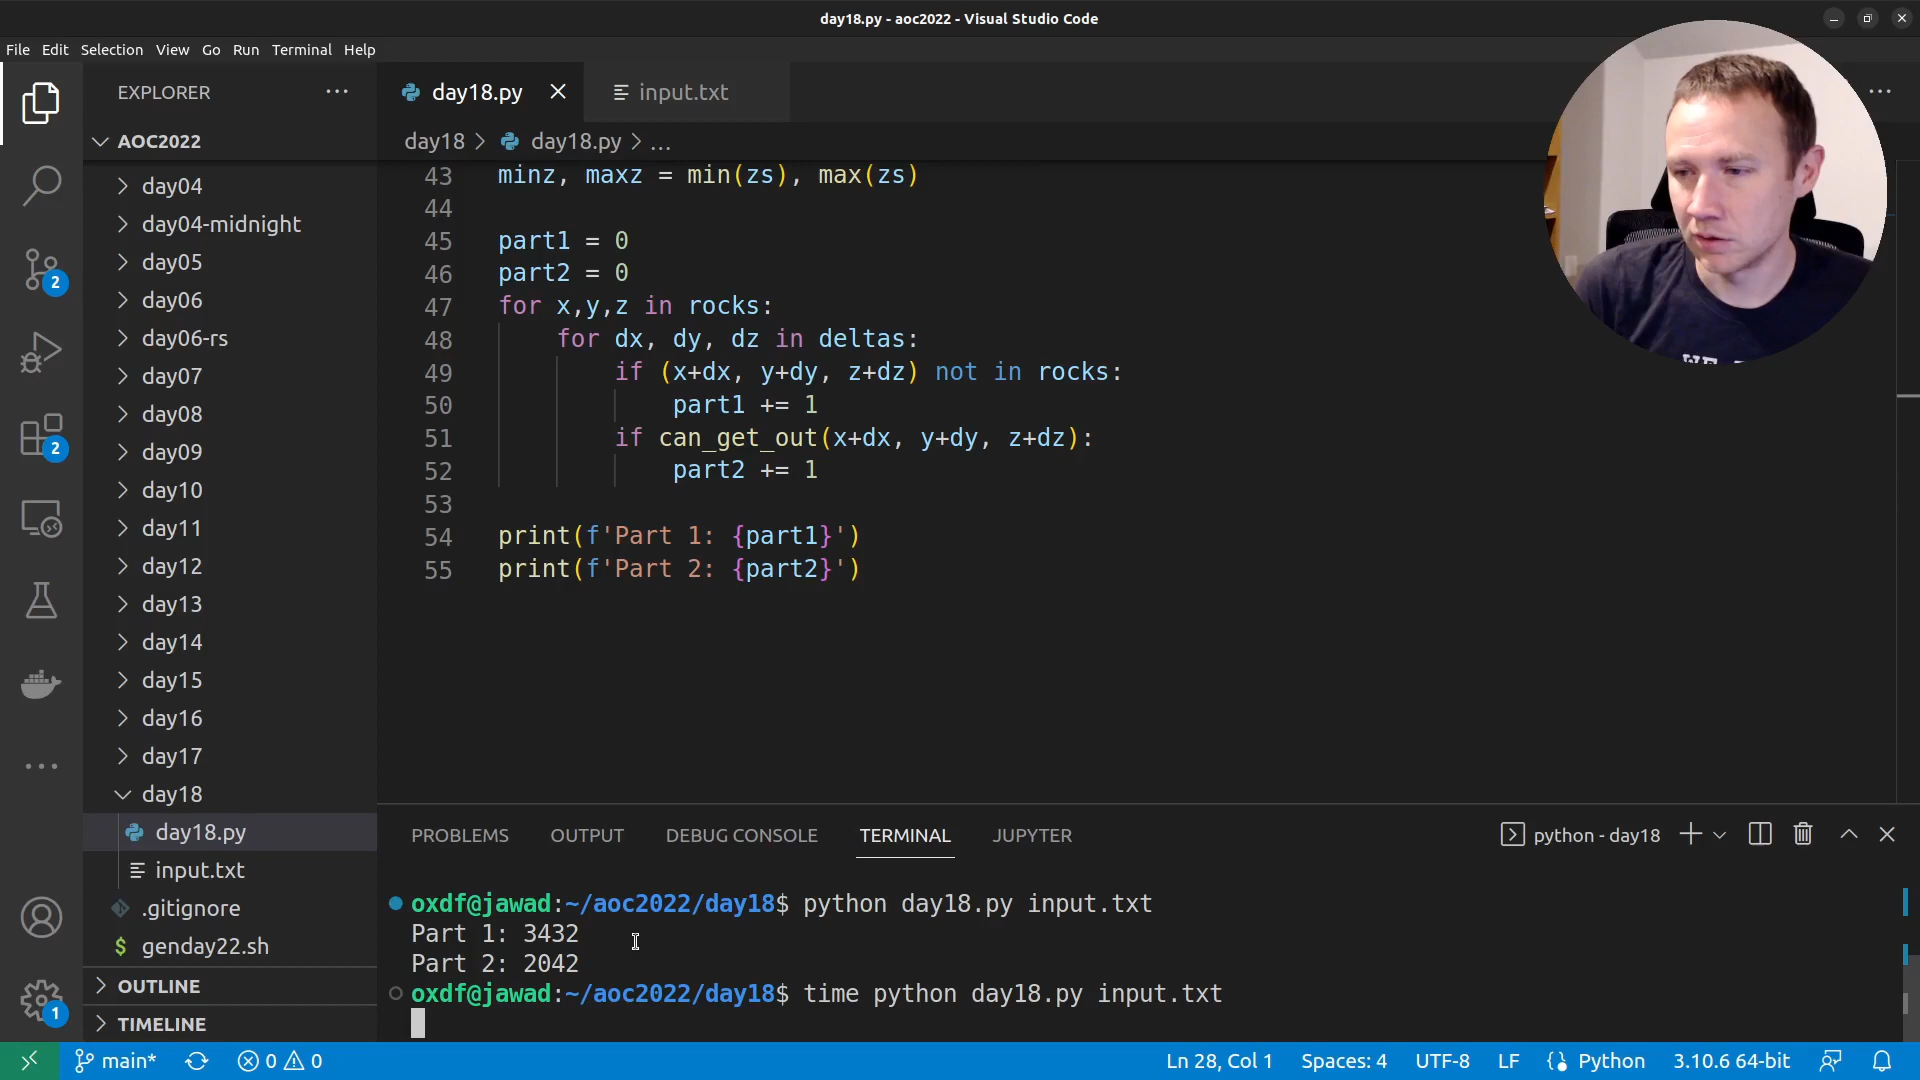 day18.py - aoc2022 - Visual Studio Code
File Edit Selection View Go Run Terminal Help
EXPLORER
AOC2022
day04
day04-midnight
day05
day06
day06-rs
day07
day08
day09
day10
day11
day12
day13
day14
day15
day16
day17
day18
day18.py
input.txt
.gitignore
$ genday22.sh
OUTLINE
TIMELINE
2
2
1
day18.py input.txt
day18 > day18.py > ...
43 minz, maxz = min(zs), max(zs)
44
45 part1 = 0
46 part2 = 0
47 for x,y,z in rocks:
48 for dx, dy, dz in deltas:
49 if (x+dx, y+dy, z+dz) not in rocks:
50 part1 += 1
51 if can_get_out(x+dx, y+dy, z+dz):
52 part2 += 1
53
54 print(f'Part 1: {part1}')
55 print(f'Part 2: {part2}')
PROBLEMS OUTPUT DEBUG CONSOLE TERMINAL JUPYTER
python - day18
oxdf@jawad:~/aoc2022/day18$ python day18.py input.txt
Part 1: 3432
Part 2: 2042
oxdf@jawad:~/aoc2022/day18$ time python day18.py input.txt
main* 0 0 Ln 28, Col 1 Spaces: 4 UTF-8 LF Python 3.10.6 64-bit